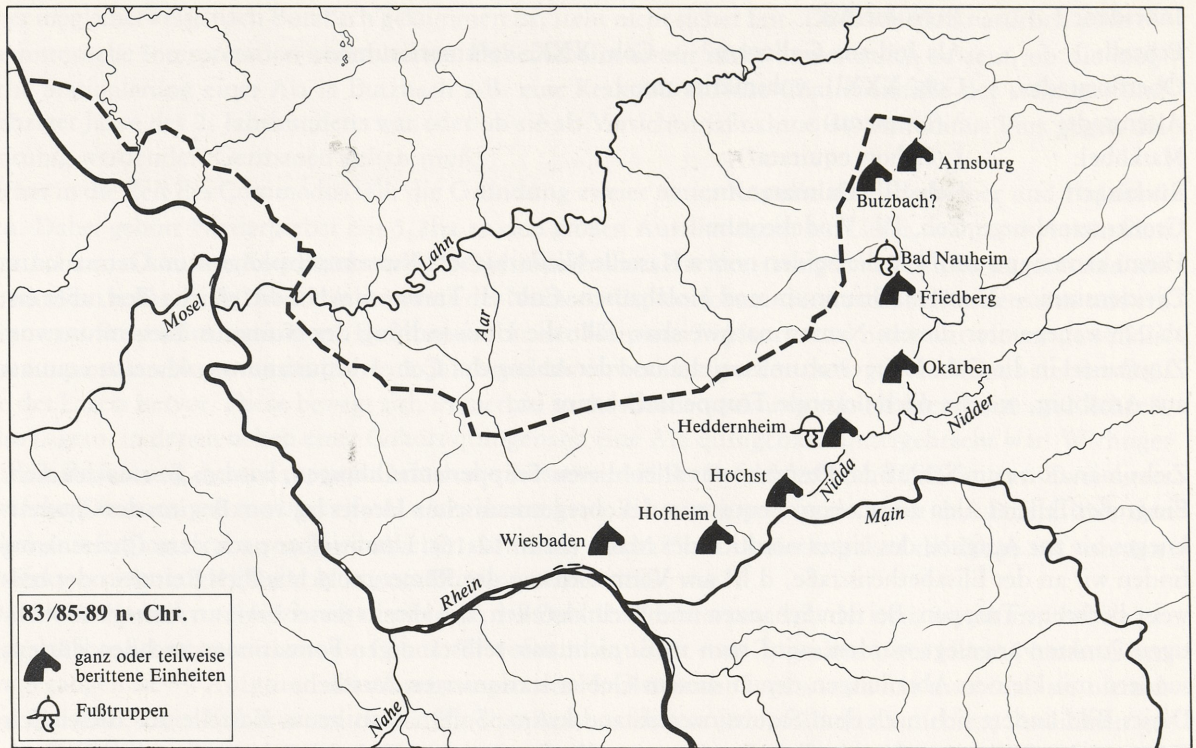 Arnsburg
Butzbach?
Bad Nauheim
Friedberg
Okarben
Heddernheim
Höchst
Hofheim
Wiesbaden
Lahn
Mosel
Aar
Nidder
Nidda
Main
Rhein
Nahe
83/85-89 n. Chr.
ganz oder teilweise
berittene Einheiten
Fußtruppen